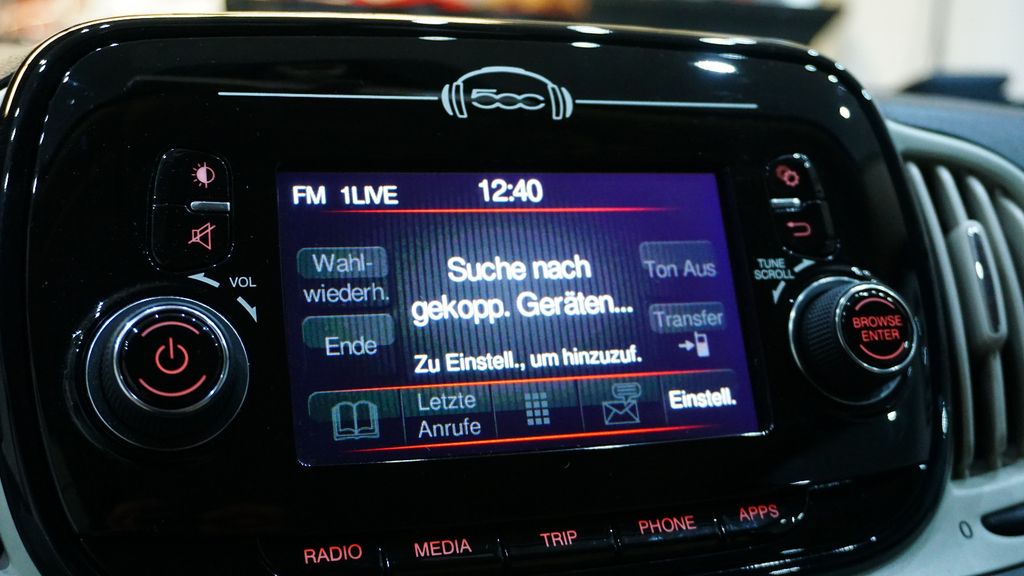 500
FM 1LIVE 12:40
VOL
Wahl-
wiederh.
Ende
Suche nach
gekopp. Geräten...
Zu Einstell., um hinzuzuf.
Ton Aus
Transfer
Letzte
Anrufe
Einstell.
TUNE
SCROLL
BROWSE
ENTER
RADIO MEDIA TRIP PHONE APPS
0